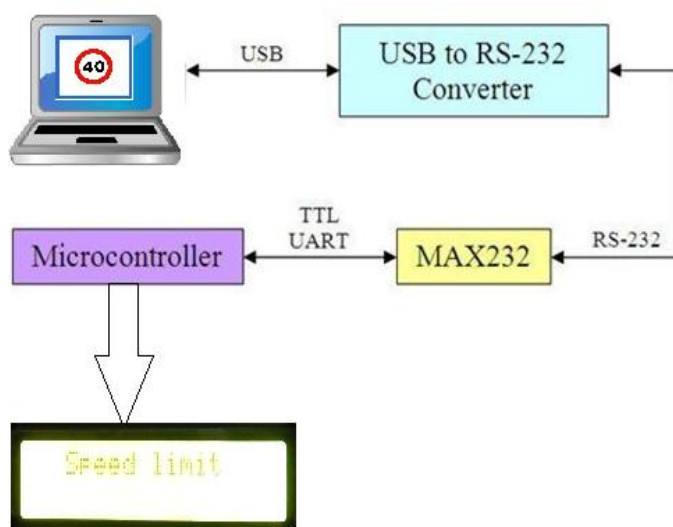 40
USB
USB to RS-232
Converter
TTL
UART
Microcontroller
MAX232
RS-232
Speed limit